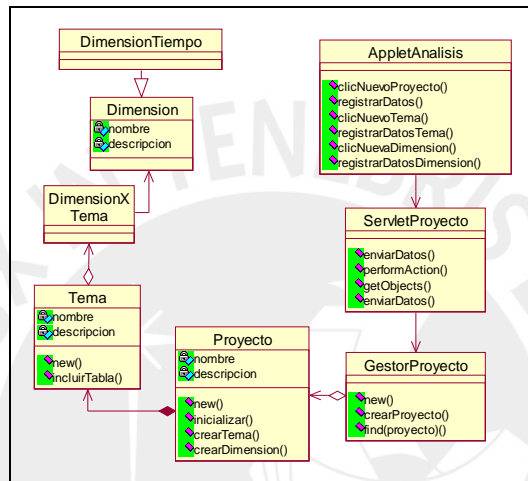 DimensionTiempo
Dimension
nombre
descripcion
DimensionX
Tema
Tema
nombre
descripcion
new()
incluirTabla()
Proyecto
nombre
descripcion
new()
inicializar()
crearTema()
crearDimension()
AppletAnalisis
clicNuevoProyecto()
registrarDatos()
clicNuevoTema()
registrarDatosTema()
clicNuevaDimension()
registrarDatosDimension()
ServletProyecto
enviarDatos()
performAction()
getObjects()
enviarDatos()
GestorProyecto
new()
crearProyecto()
find(proyecto)()